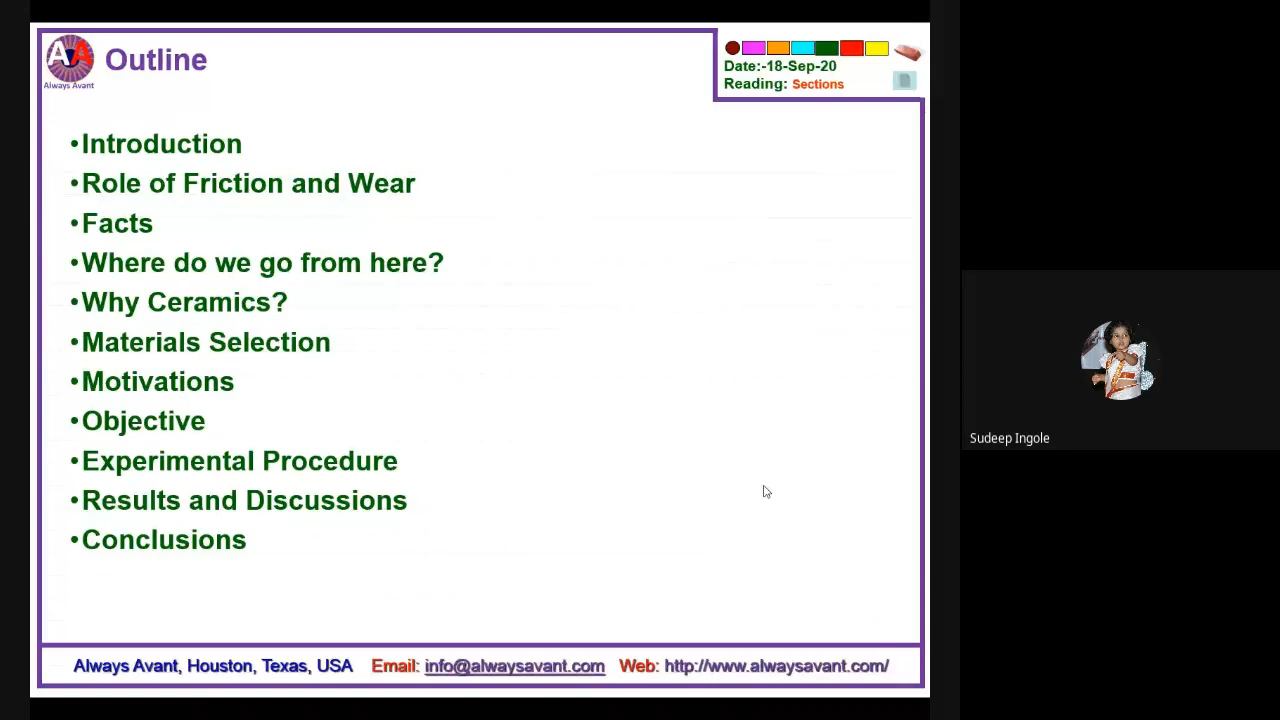 AA
Always Avant
Outline
Date:-18-Sep-20
Reading: Sections
•Introduction
•Role of Friction and Wear
•Facts
•Where do we go from here?
•Why Ceramics?
•Materials Selection
•Motivations
•Objective
•Experimental Procedure
•Results and Discussions
•Conclusions
Always Avant, Houston, Texas, USA Email: info@alwaysavant.com Web: http://www.alwaysavant.com/
Sudeep Ingole